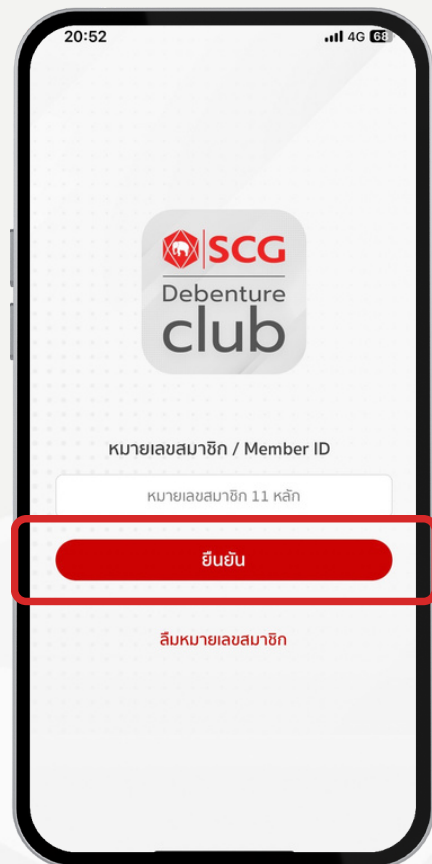 20:52 4G 68
SCG
Debenture
club
หมายเลขสมาชิก / Member ID
หมายเลขสมาชิก 11 หลัก
ยืนยัน
ลืมหมายเลขสมาชิก